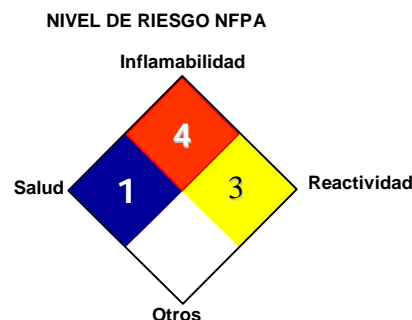 NIVEL DE RIESGO NFPA
Inflamabilidad
4
Salud
1
3
Reactividad
Otros